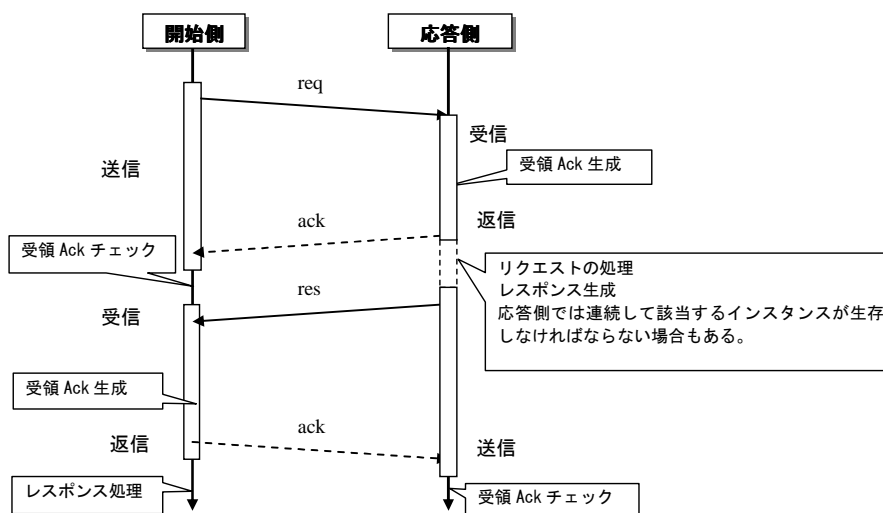 開始側
応答側
req
受信
送信
受領 Ack 生成
ack
返信
受領 Ack チェック
リクエストの処理
レスポンス生成
応答側では連続して該当するインスタンスが生存
しなければならない場合もある。
res
受信
受領 Ack 生成
ack
返信
送信
レスポンス処理
受領 Ack チェック